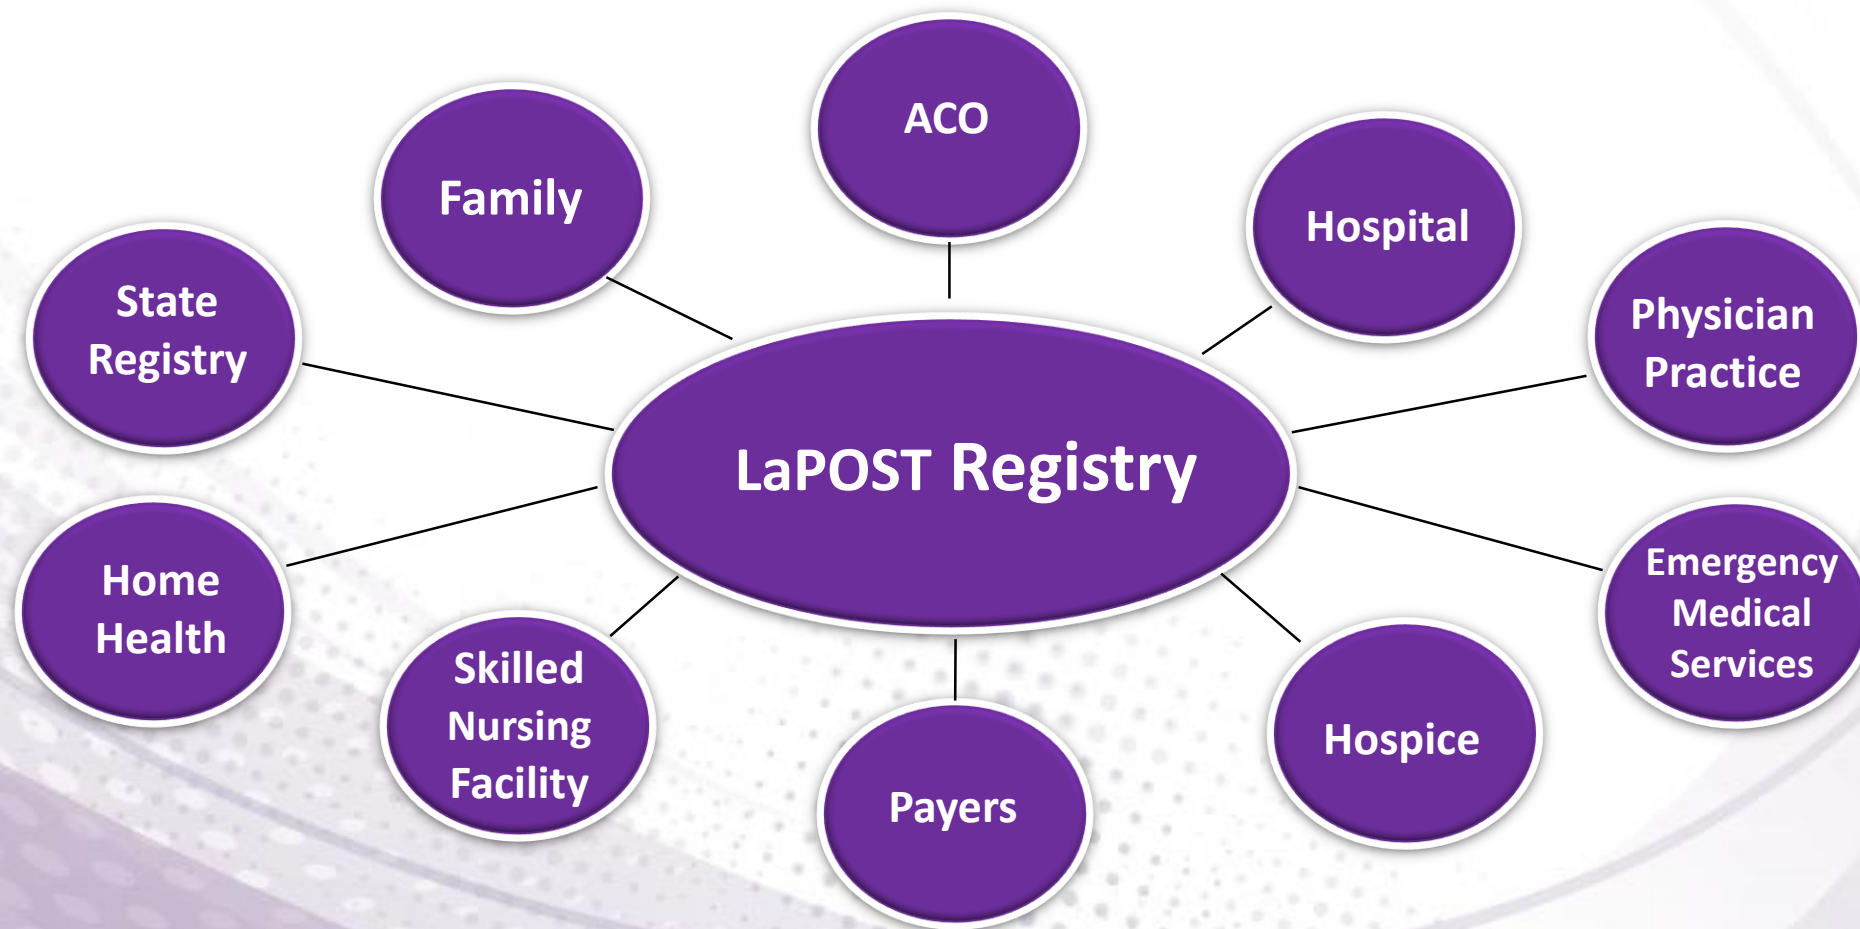 ACO
Family
Hospital
State
Registry
Physician
Practice
LaPOST Registry
Home
Health
Emergency
Medical
Services
Skilled
Nursing
Facility
Payers
Hospice